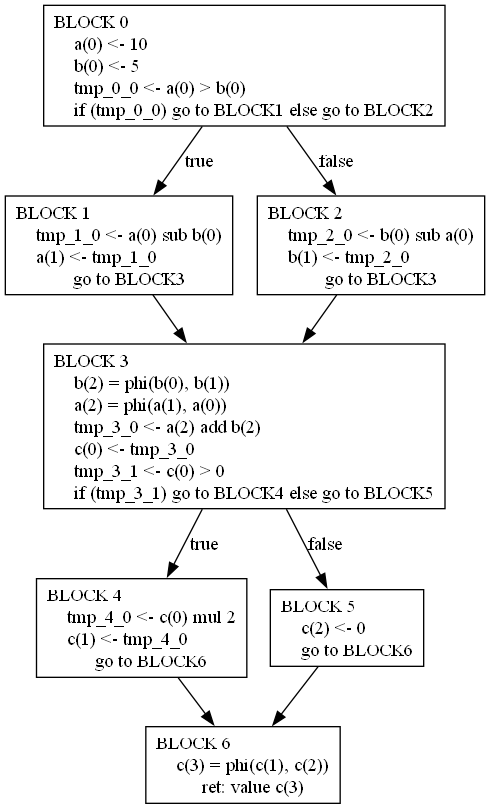 BLOCK 0
a(0) <- 10
b(0) <- 5
tmp_0_0 <- a(0) > b(0)
if (tmp_0_0) go to BLOCK1 else go to BLOCK2
true
false
BLOCK 1
tmp_1_0 <- a(0) sub b(0)
a(1) <- tmp_1_0
go to BLOCK3
BLOCK 2
tmp_2_0 <- b(0) sub a(0)
b(1) <- tmp_2_0
go to BLOCK3
BLOCK 3
b(2) = phi(b(0), b(1))
a(2) = phi(a(1), a(0))
tmp_3_0 <- a(2) add b(2)
c(0) <- tmp_3_0
tmp_3_1 <- c(0) > 0
if (tmp_3_1) go to BLOCK4 else go to BLOCK5
true
false
BLOCK 4
tmp_4_0 <- c(0) mul 2
c(1) <- tmp_4_0
go to BLOCK6
BLOCK 5
c(2) <- 0
go to BLOCK6
BLOCK 6
c(3) = phi(c(1), c(2))
ret: value c(3)